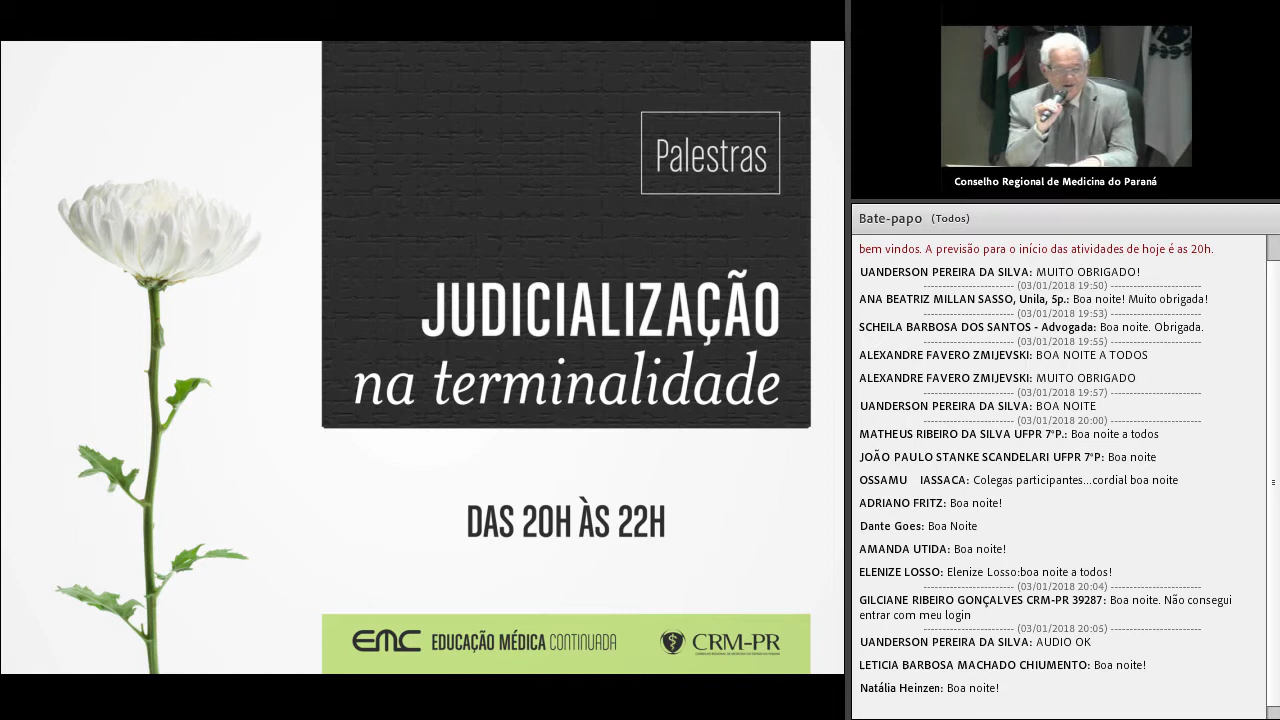 Palestras
JUDICIALIZAÇÃO
na terminalidade
DAS 20H ÀS 22H
EMC EDUCAÇÃO MÉDICA CONTINUADA
CRM-PR
Conselho Regional de Medicina do Paraná
Bate-papo (Todos)
bem vindos. A previsão para o início das atividades de hoje é as 20h.
UANDERSON PEREIRA DA SILVA: MUITO OBRIGADO!
------------------------ (03/01/2018 19:50) ------------------------
ANA BEATRIZ MILLAN SASSO, Unila, 5p.: Boa noite! Muito obrigada!
------------------------ (03/01/2018 19:53) ------------------------
SCHEILA BARBOSA DOS SANTOS - Advogada: Boa noite. Obrigada.
------------------------ (03/01/2018 19:55) ------------------------
ALEXANDRE FAVERO ZMIJEVSKI: BOA NOITE A TODOS
ALEXANDRE FAVERO ZMIJEVSKI: MUITO OBRIGADO
------------------------ (03/01/2018 19:57) ------------------------
UANDERSON PEREIRA DA SILVA: BOA NOITE
------------------------ (03/01/2018 20:00) ------------------------
MATHEUS RIBEIRO DA SILVA UFPR 7ºP.: Boa noite a todos
JOÃO PAULO STANKE SCANDELARI UFPR 7ºP: Boa noite
OSSAMU IASSACA: Colegas participantes...cordial boa noite
ADRIANO FRITZ: Boa noite!
Dante Goes: Boa Noite
AMANDA UTIDA: Boa noite!
ELENIZE LOSSO: Elenize Losso:boa noite a todos!
------------------------ (03/01/2018 20:04) ------------------------
GILCIANE RIBEIRO GONÇALVES CRM-PR 39287: Boa noite. Não consegui
entrar com meu login
------------------------ (03/01/2018 20:05) ------------------------
UANDERSON PEREIRA DA SILVA: AUDIO OK
LETICIA BARBOSA MACHADO CHIUMENTO: Boa noite!
Natália Heinzen: Boa noite!